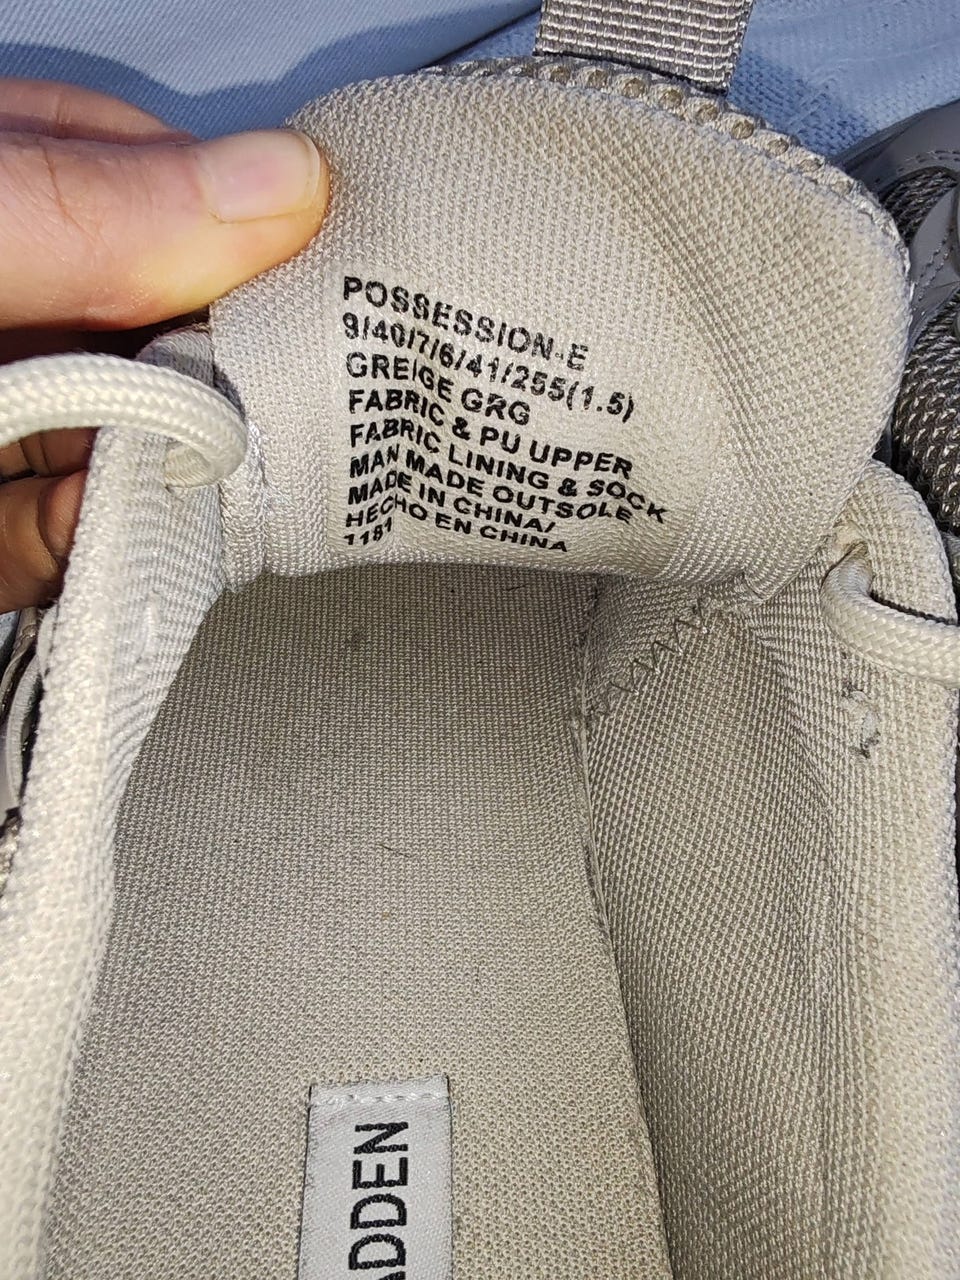 POSSESSION-E
9/40/7/6/41/255(1.5)
GREIGE GRG
FABRIC & PU UPPER
FABRIC LINING & SOCK
MAN MADE OUTSOLE
MADE IN CHINA/
HECHO EN CHINA
1181
ADDEN